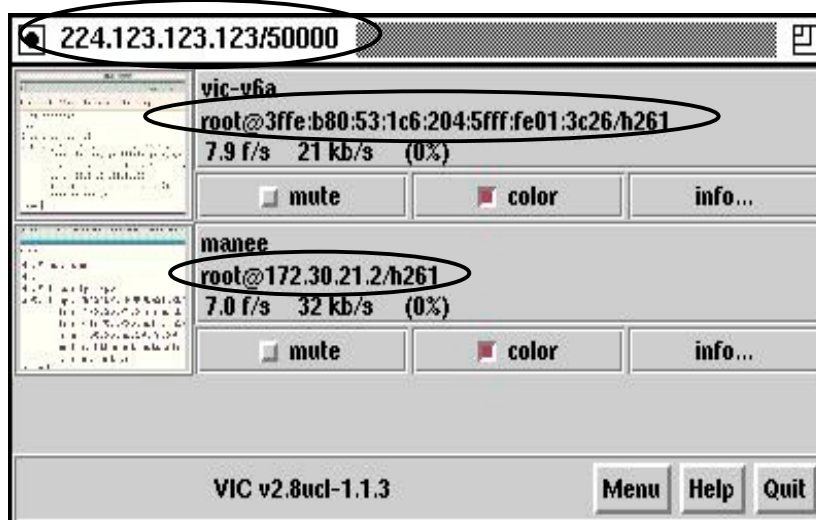 224.123.123.123/50000
vic-v6a
root@3ffe:b80:53:1c6:204:5fff:fe01:3c26/h261
7.9 f/s 21 kb/s (0%)
mute color info...
manee
root@172.30.21.2/h261
7.0 f/s 32 kb/s (0%)
mute color info...
VIC v2.8ucl-1.1.3 Menu Help Quit